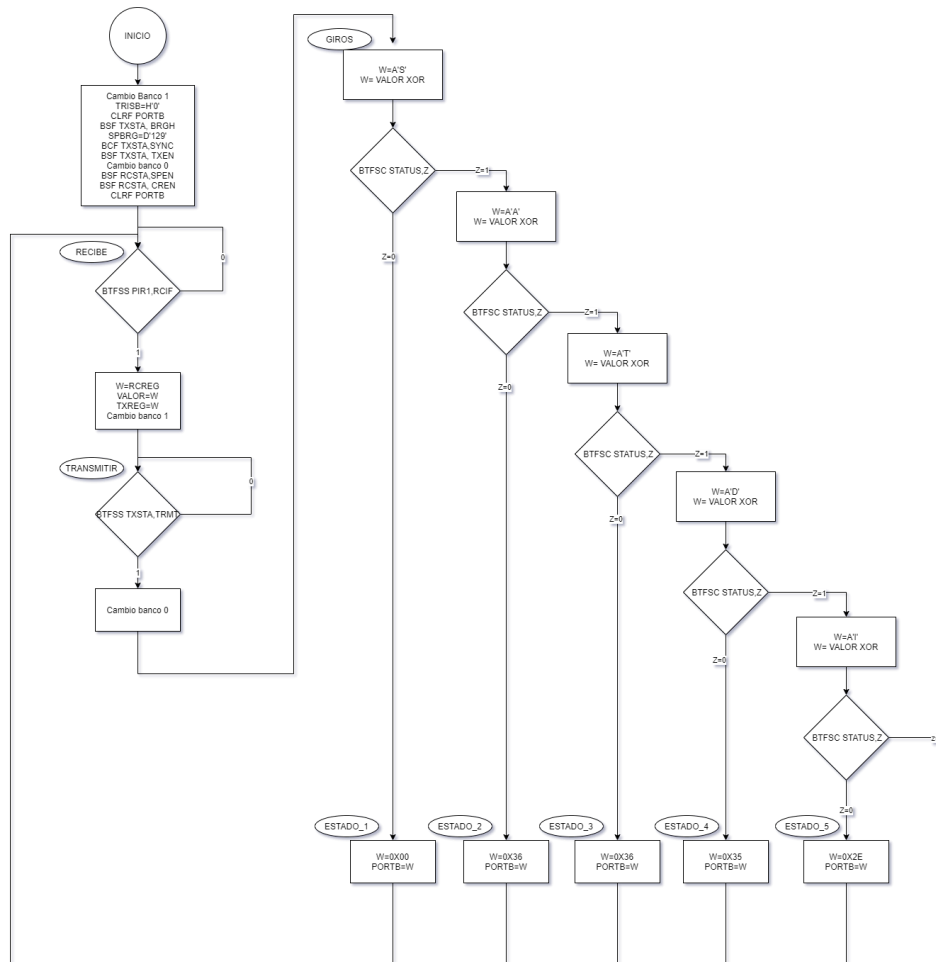 INICIO
Cambio Banco 1
TRISB=H'0'
CLRF PORTB
BSF TXSTA, BRGH
SPBRG=D'129'
BCF TXSTA,SYNC
BSF TXSTA, TXEN
Cambio banco 0
BSF RCSTA,SPEN
BSF RCSTA, CREN
CLRF PORTB
RECIBE
0
BTFSS PIR1,RCIF
1
W=RCREG
VALOR=W
TXREG=W
Cambio banco 1
TRANSMITIR
0
BTFSS TXSTA,TRMT
1
Cambio banco 0
GIROS
W=A'S'
W= VALOR XOR
BTFSC STATUS,Z
Z=1
Z=0
W=A'A'
W= VALOR XOR
BTFSC STATUS,Z
Z=1
Z=0
W=A'T'
W= VALOR XOR
BTFSC STATUS,Z
Z=1
Z=0
W=A'D'
W= VALOR XOR
BTFSC STATUS,Z
Z=1
Z=0
W=A'I'
W= VALOR XOR
BTFSC STATUS,Z
Z=0
ESTADO_1
W=0X00
PORTB=W
ESTADO_2
W=0X36
PORTB=W
ESTADO_3
W=0X36
PORTB=W
ESTADO_4
W=0X35
PORTB=W
ESTADO_5
W=0X2E
PORTB=W